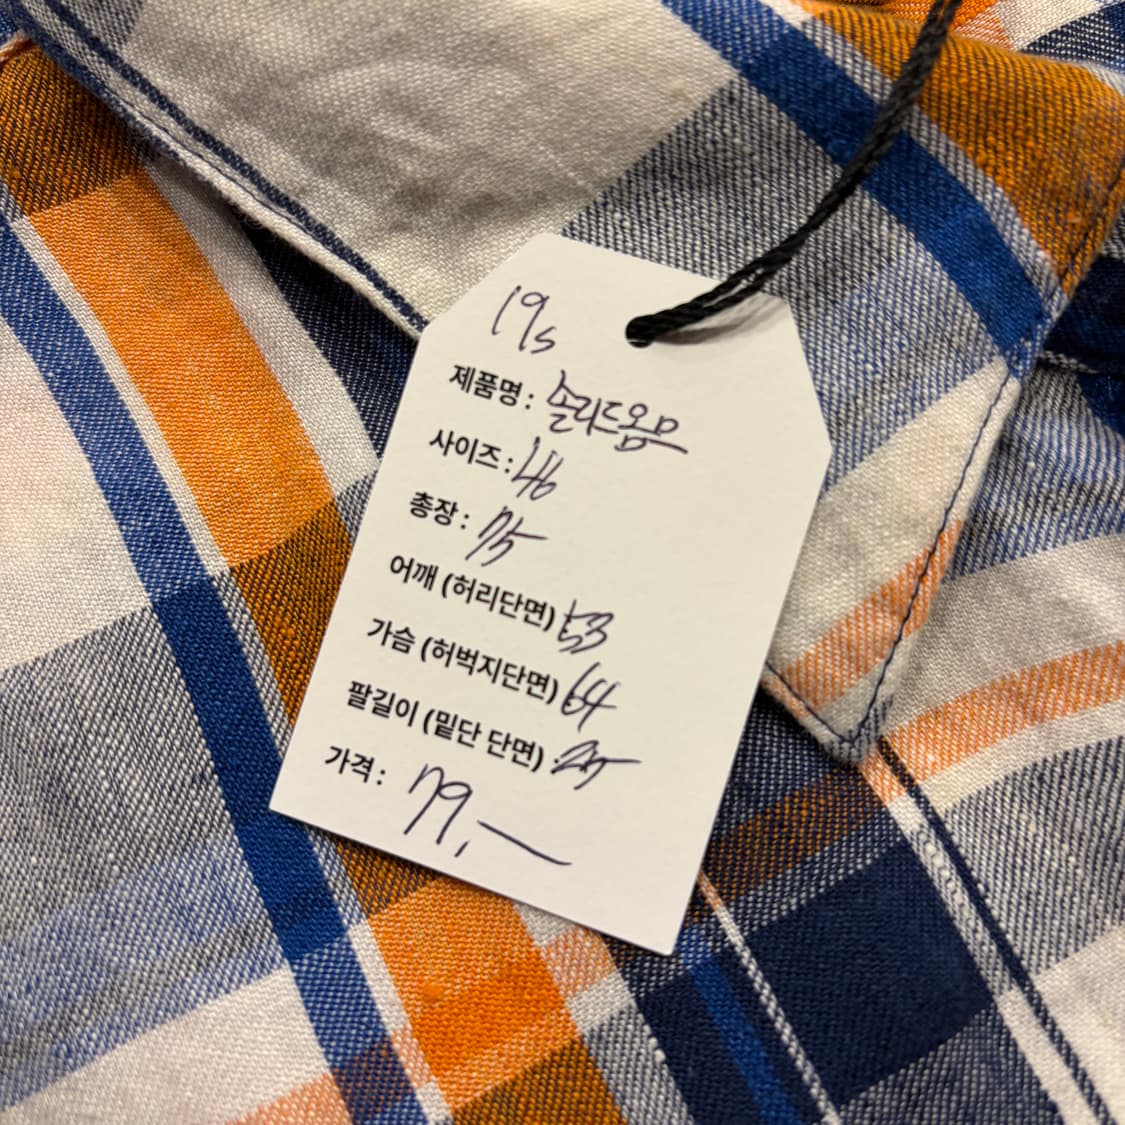 19s
제품명 : 솔리드옴므
사이즈 : 46
총장 : 75
어깨 (허리단면) 53
가슴 (허벅지단면) 64
팔길이 (밑단 단면) 25
가격 : 79,—